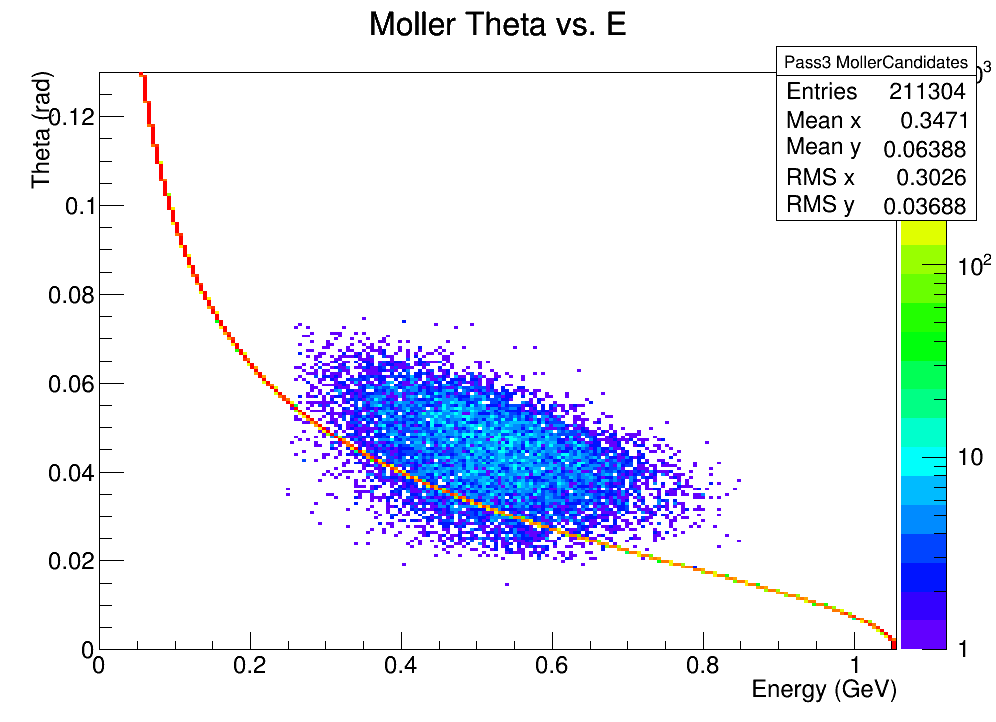 Moller Theta vs. E
Theta (rad)
Pass3 MollerCandidates
Entries 211304
Mean x 0.3471
Mean y 0.06388
RMS x 0.3026
RMS y 0.03688
0.12
0.1
0.08
0.06
0.04
0.02
0
0 0.2 0.4 0.6 0.8 1
Energy (GeV)
3
10²
10
1